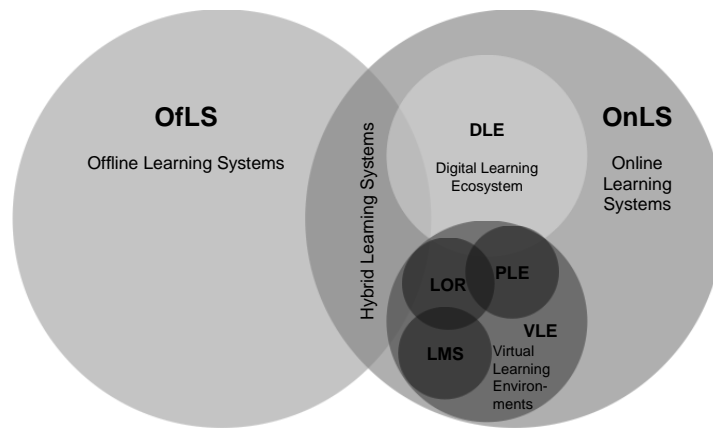 OfLS
Offline Learning Systems
Hybrid Learning Systems
DLE
Digital Learning
Ecosystem
OnLS
Online
Learning
Systems
LOR
PLE
LMS
VLE
Virtual
Learning
Environ-
ments